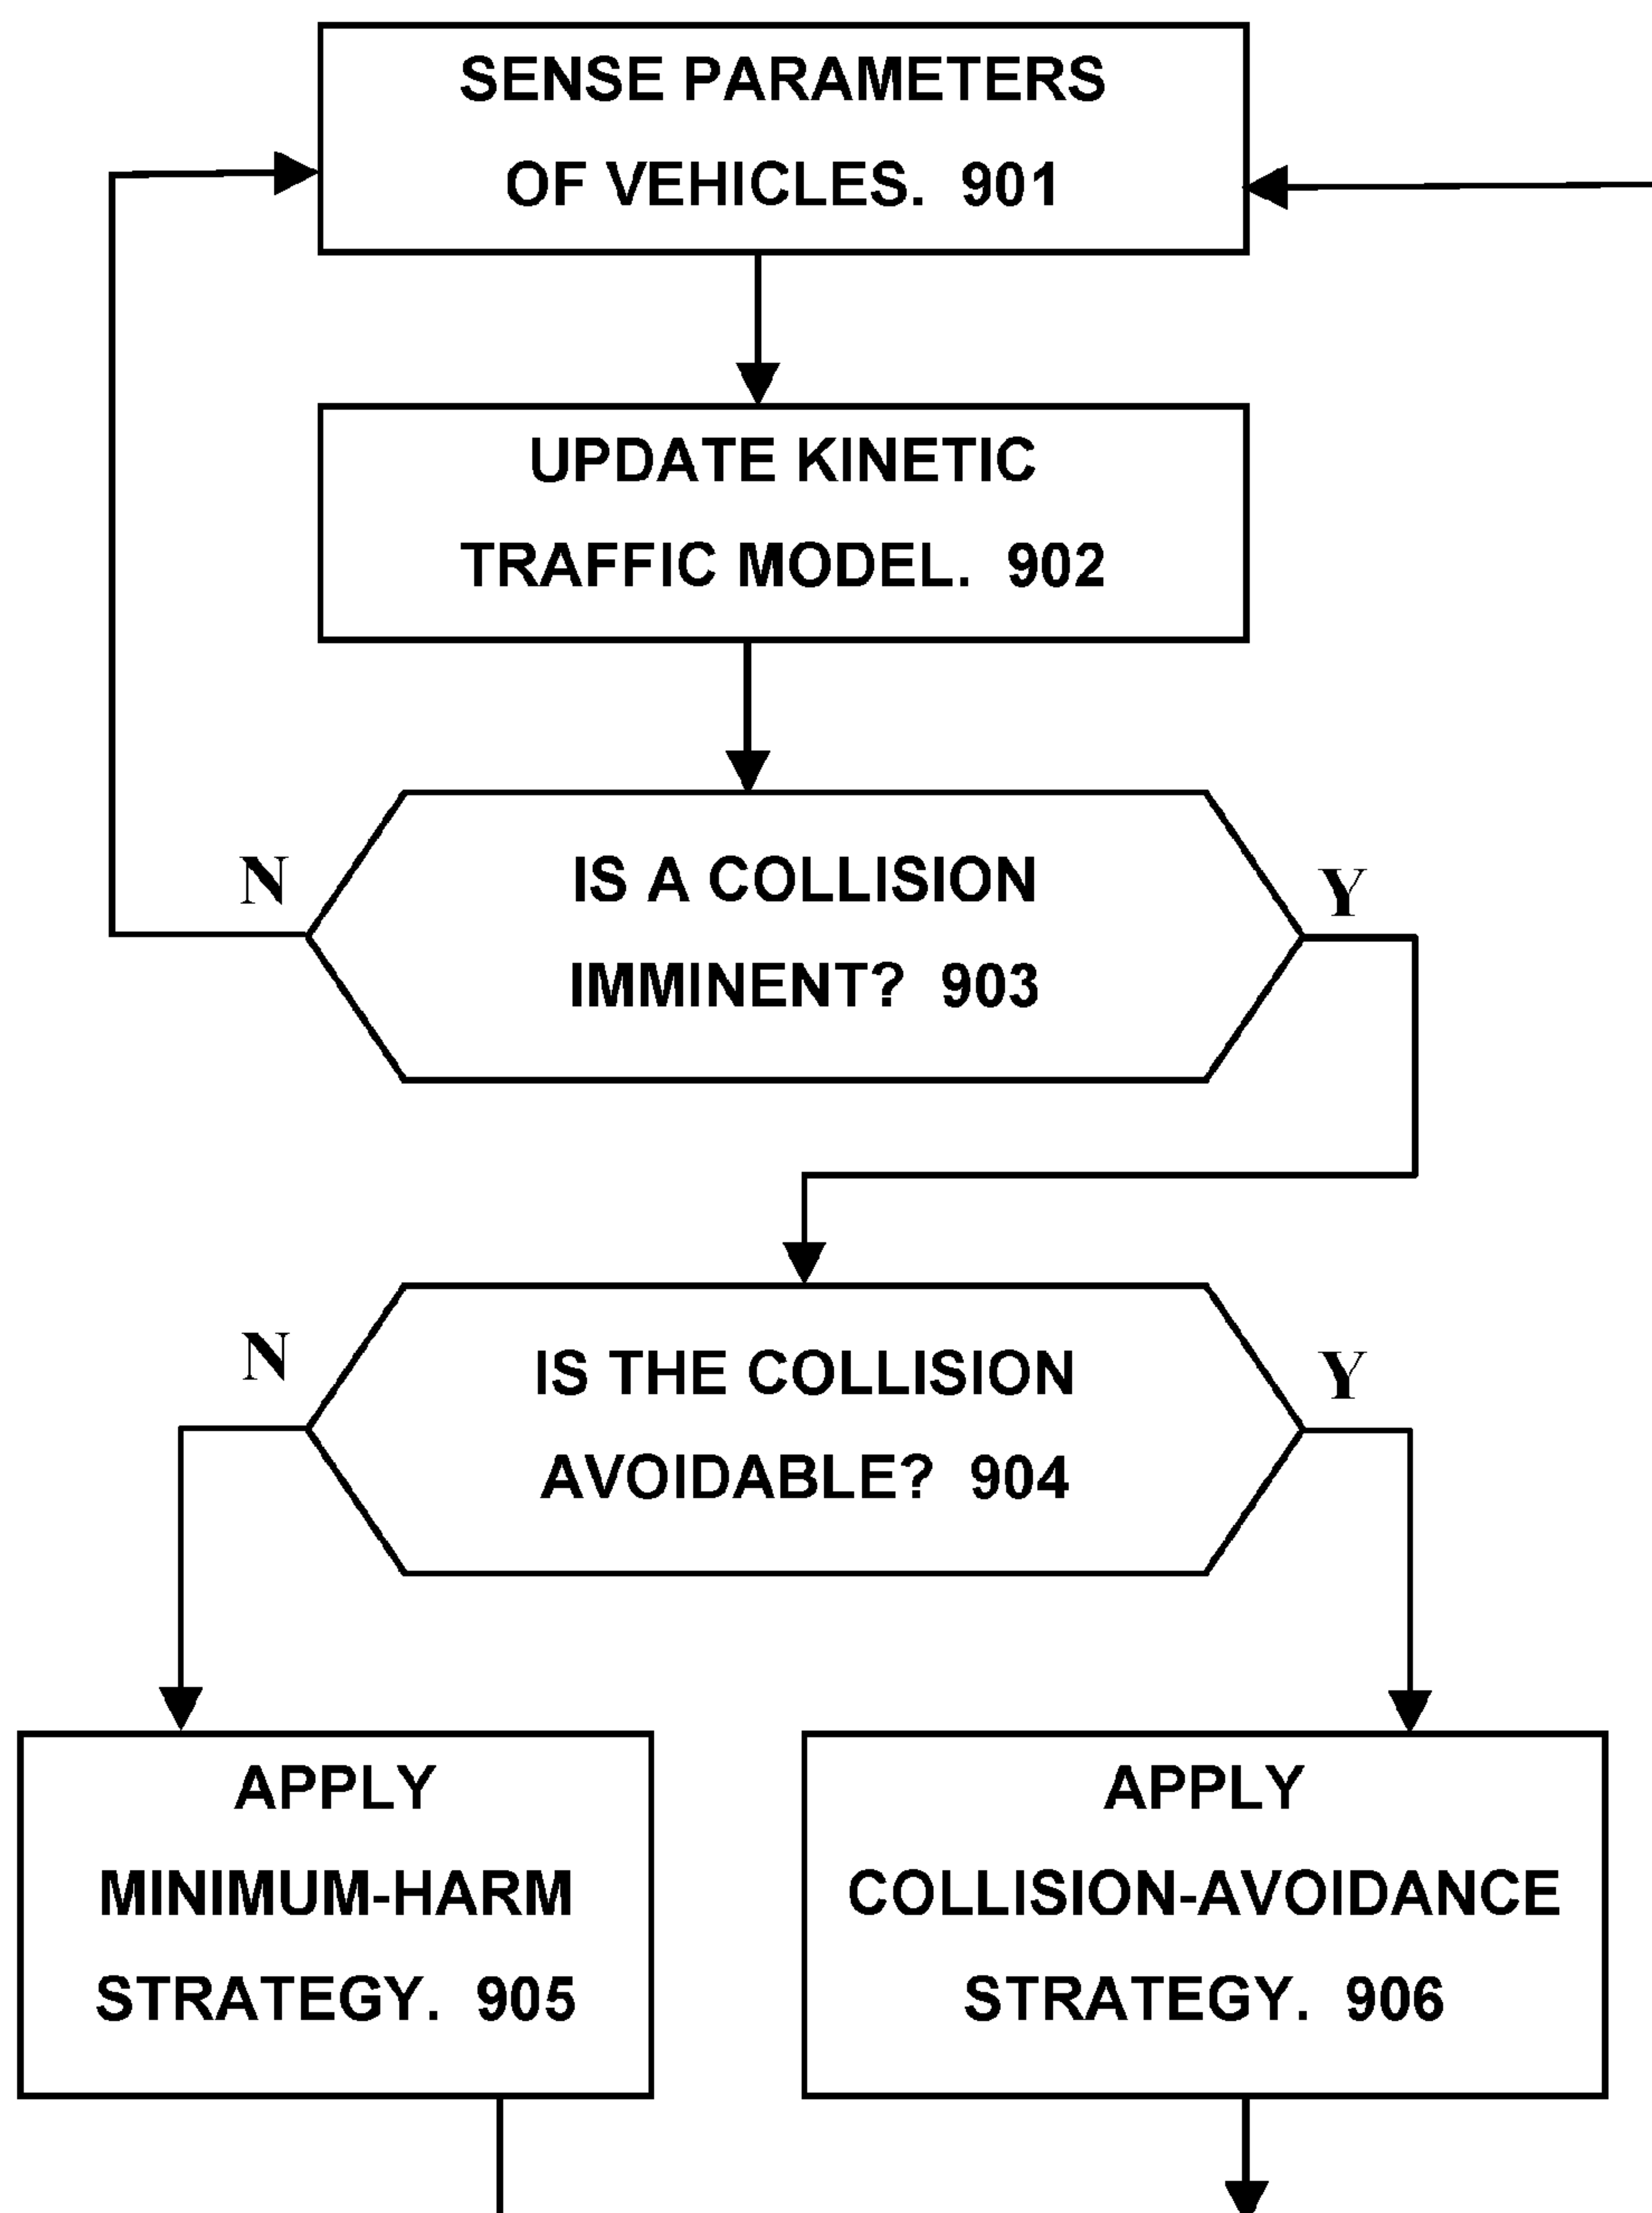 SENSE PARAMETERS
OF VEHICLES. 901
UPDATE KINETIC
TRAFFIC MODEL. 902
N
Y
IS A COLLISION
IMMINENT? 903
N
Y
IS THE COLLISION
AVOIDABLE? 904
APPLY
MINIMUM-HARM
STRATEGY. 905
APPLY
COLLISION-AVOIDANCE
STRATEGY. 906